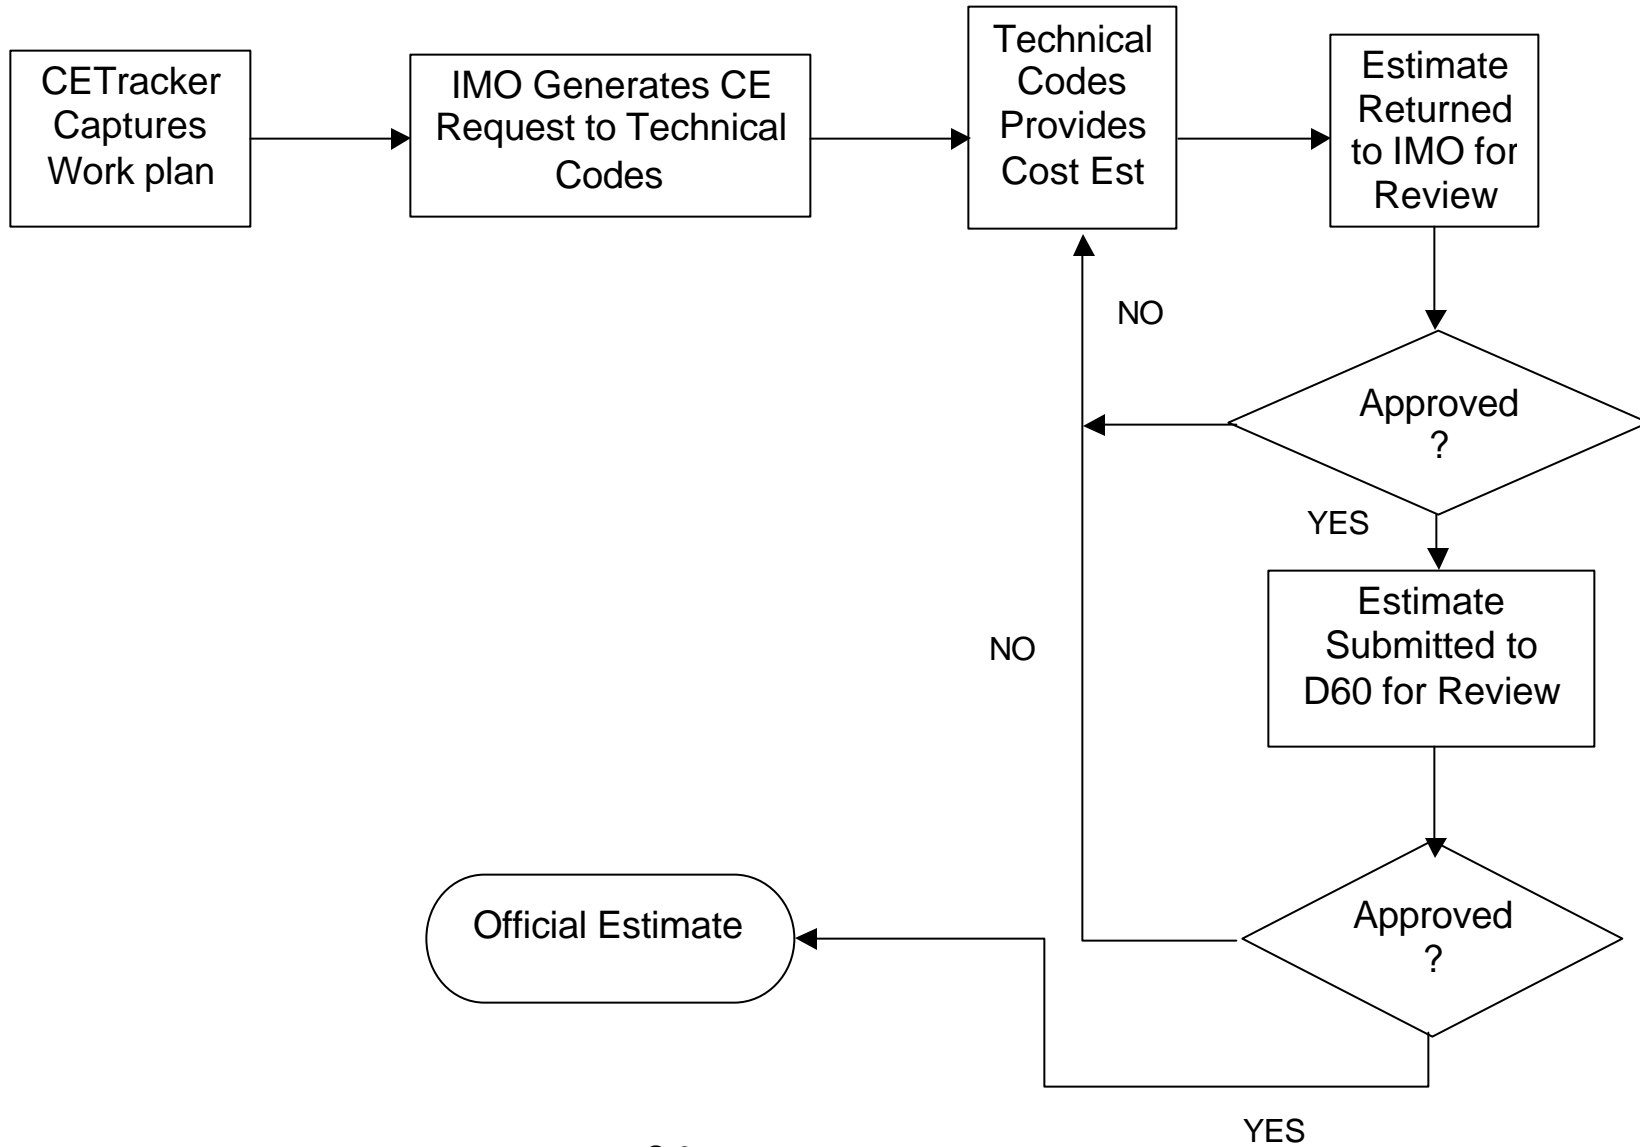 CETracker
Captures
Work plan
IMO Generates CE
Request to Technical
Codes
Technical
Codes
Provides
Cost Est
Estimate
Returned
to IMO for
Review
NO
Approved
?
YES
Estimate
Submitted to
D60 for Review
NO
Approved
?
Official Estimate
YES